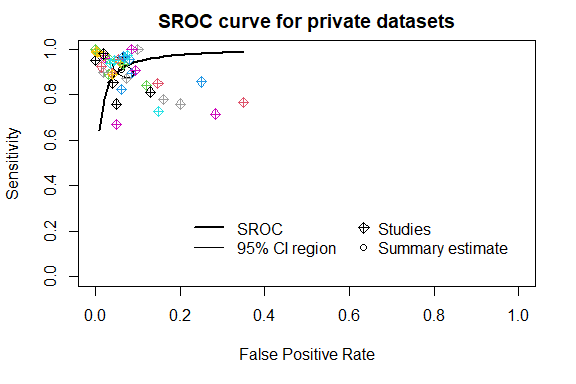 SROC curve for private datasets
Sensitivity
1.0
0.8
0.6
0.4
0.2
0.0
SROC
95% CI region
Studies
Summary estimate
0.0 0.2 0.4 0.6 0.8 1.0
False Positive Rate